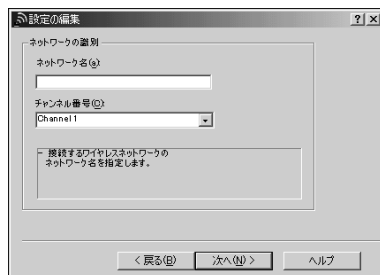 設定の編集
ネットワークの識別
ネットワーク名(a):
チャンネル番号(C):
Channel 1
- 接続するワイヤレスネットワークの
ネットワーク名を指定します。
< 戻る(B)
次へ(N) >
ヘルプ